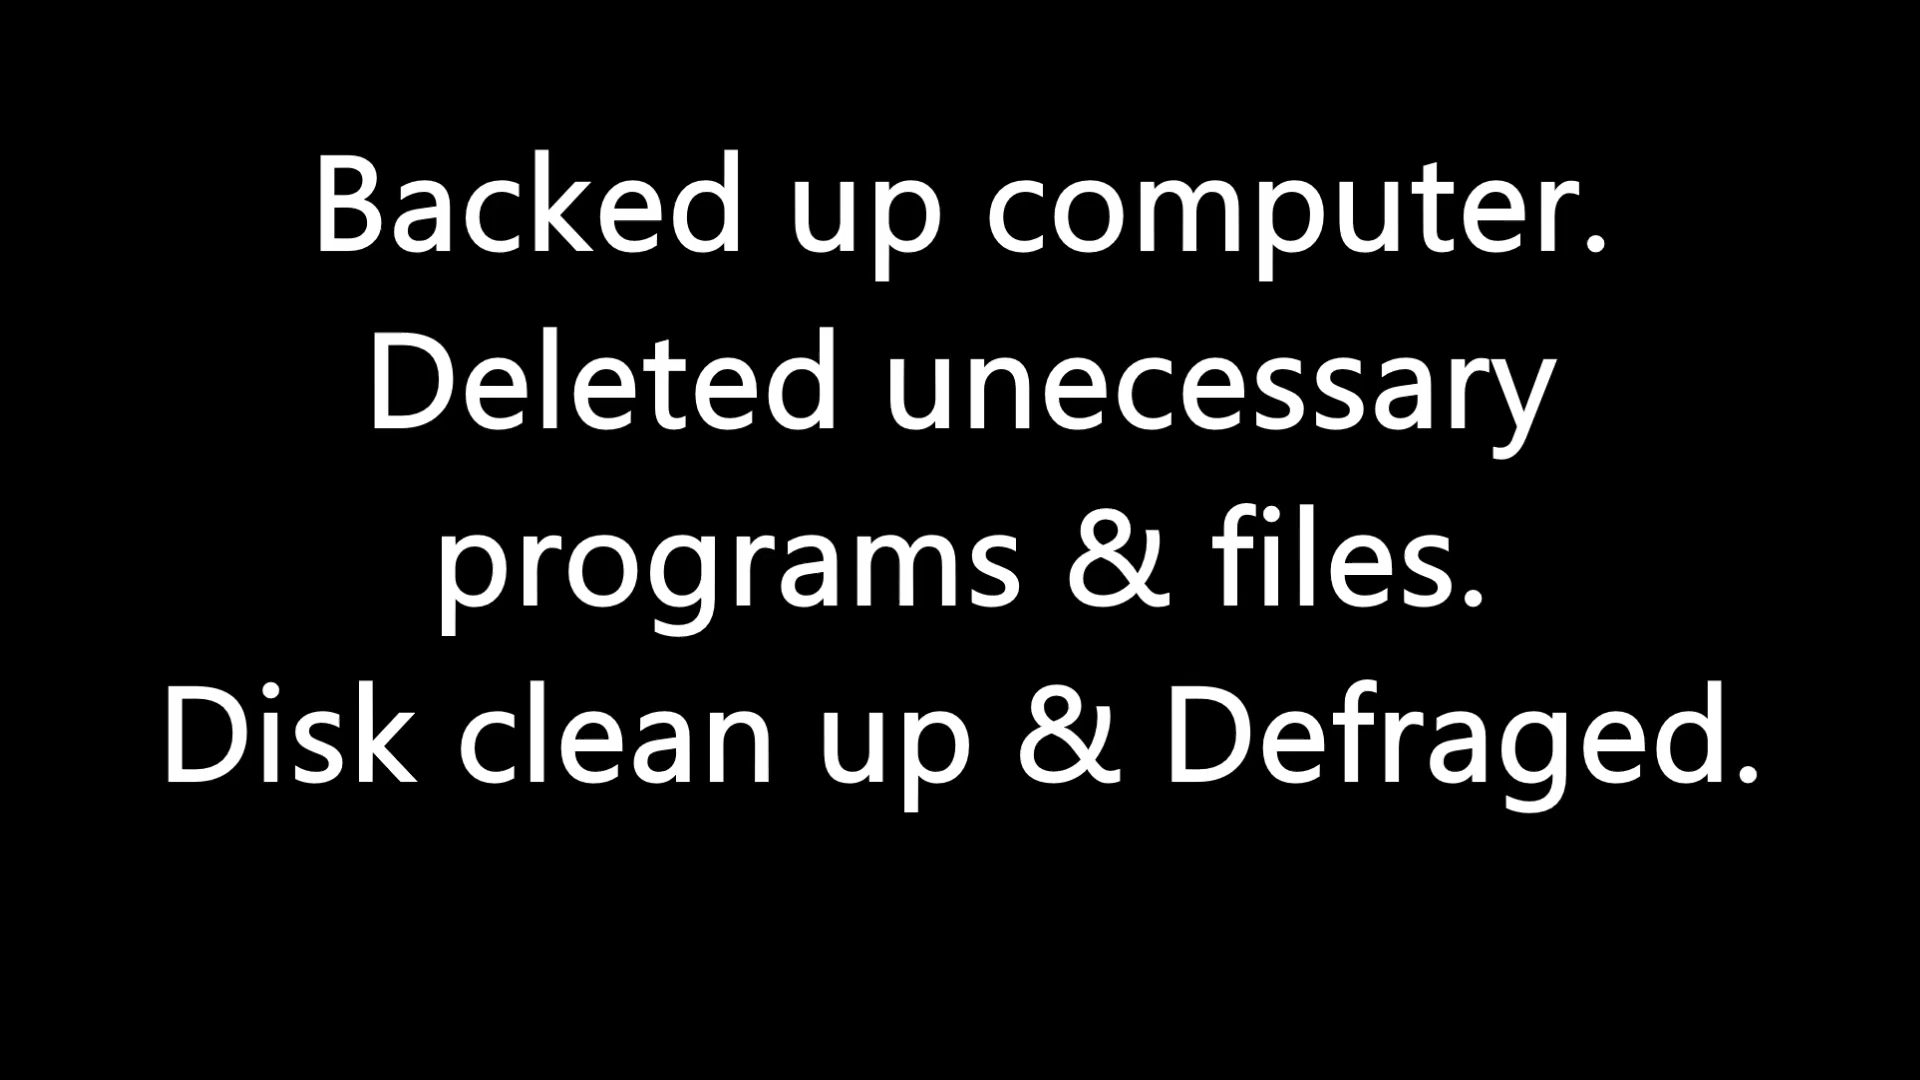 Backed up computer.
Deleted unecessary
programs & files.
Disk clean up & Defraged.